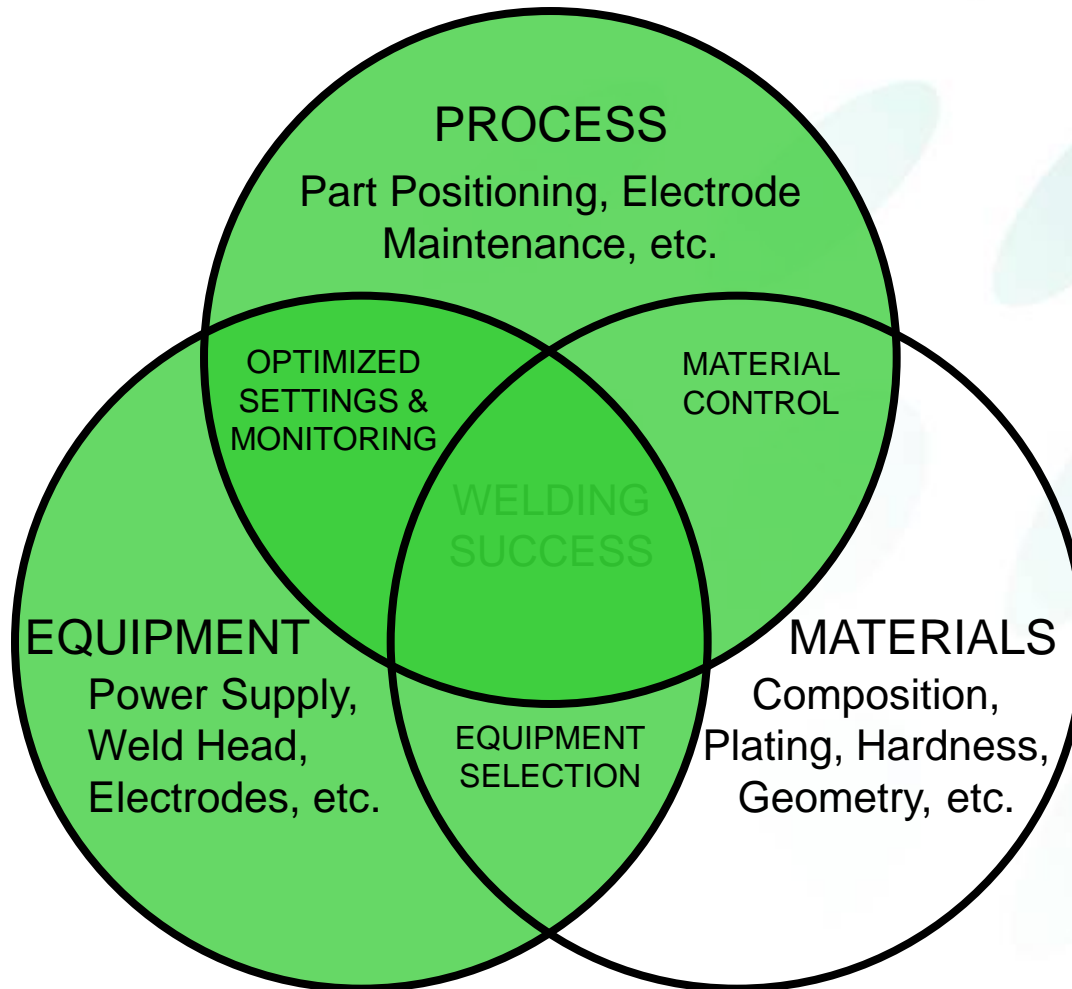 PROCESS
Part Positioning, Electrode
Maintenance, etc.
OPTIMIZED
SETTINGS &
MONITORING
MATERIAL
CONTROL
WELDING
SUCCESS
EQUIPMENT
Power Supply,
Weld Head,
Electrodes, etc.
MATERIALS
Composition,
Plating, Hardness,
Geometry, etc.
EQUIPMENT
SELECTION